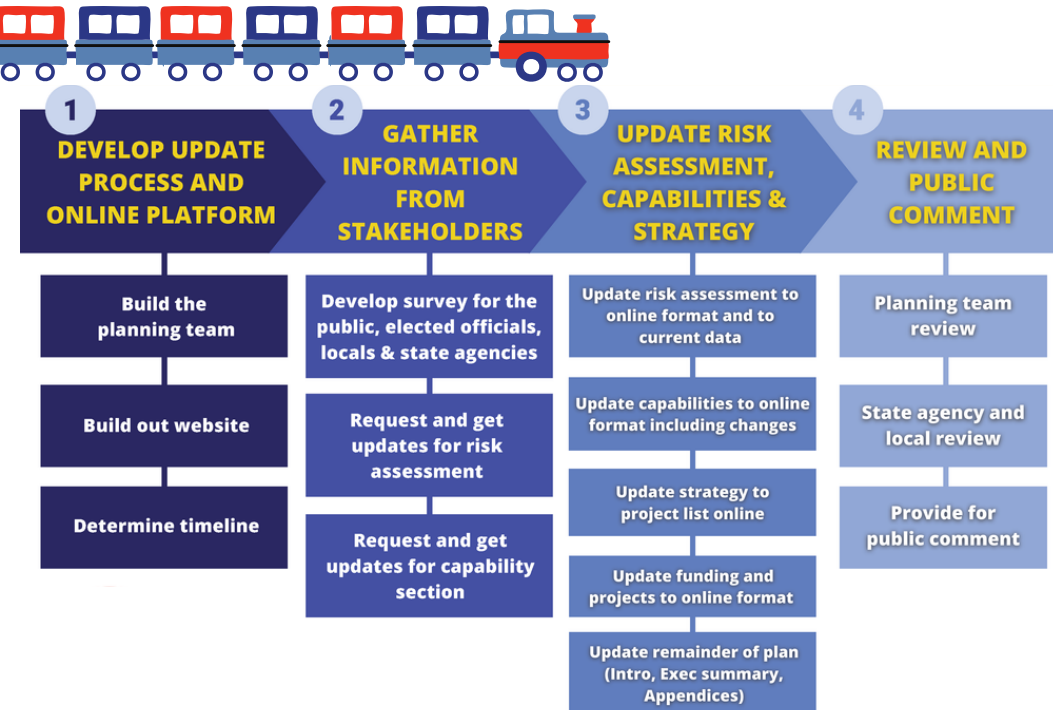 1
DEVELOP UPDATE
PROCESS AND
ONLINE PLATFORM
Build the
planning team
Build out website
Determine timeline
2
GATHER
INFORMATION
FROM
STAKEHOLDERS
Develop survey for the
public, elected officials,
locals & state agencies
Request and get
updates for risk
assessment
Request and get
updates for capability
section
3
UPDATE RISK
ASSESSMENT,
CAPABILITIES &
STRATEGY
Update risk assessment to
online format and to
current data
Update capabilities to online
format including changes
Update strategy to
project list online
Update funding and
projects to online format
Update remainder of plan
(Intro, Exec summary,
Appendices)
4
REVIEW AND
PUBLIC
COMMENT
Planning team
review
State agency and
local review
Provide for
public comment